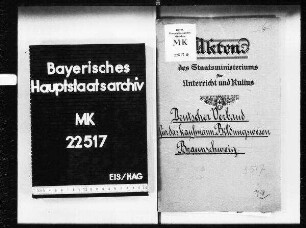 Bayerisches
Hauptstaatsarchiv
MK
22517
EIS/HAG
MK
Akten
des Staatsministeriums
für
Unterricht und Kultus
Deutscher Verband
für das kaufmänn. Bildungswesen
Braunschweig